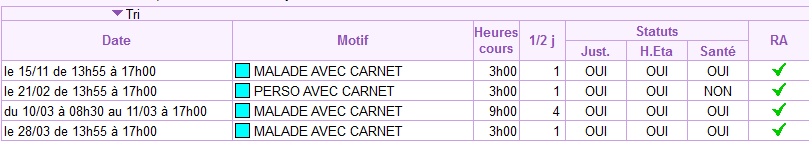 Tri
Date Motif Heures cours 1/2 j Statuts RA
Just. H.Eta Santé
le 15/11 de 13h55 à 17h00 MALADE AVEC CARNET 3h00 1 OUI OUI OUI
le 21/02 de 13h55 à 17h00 PERSO AVEC CARNET 3h00 1 OUI OUI NON
du 10/03 à 08h30 au 11/03 à 17h00 MALADE AVEC CARNET 9h00 4 OUI OUI OUI
le 28/03 de 13h55 à 17h00 MALADE AVEC CARNET 3h00 1 OUI OUI OUI